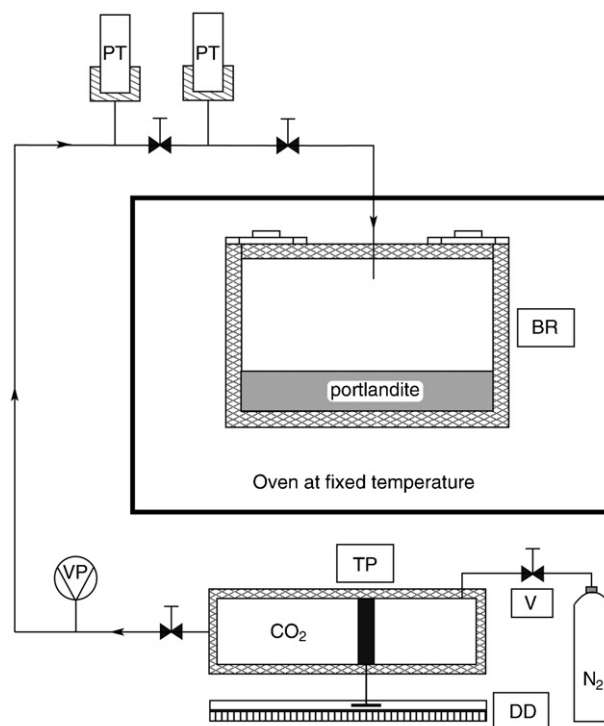 PT
PT
BR
portlandite
Oven at fixed temperature
TP
VP
V
CO₂
N₂
DD